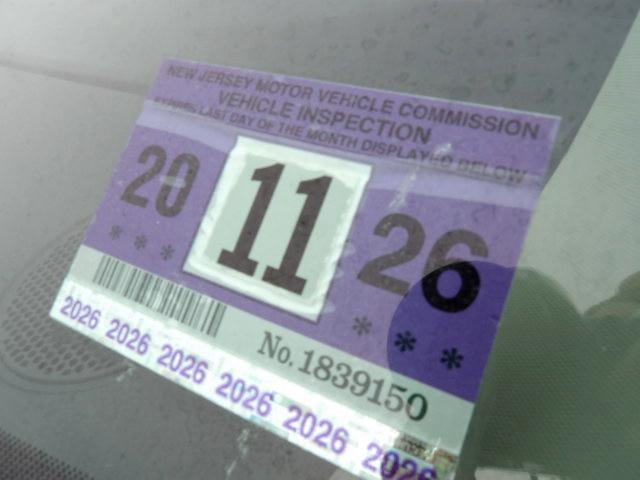 NEW JERSEY MOTOR VEHICLE COMMISSION
VEHICLE INSPECTION
EXPIRES LAST DAY OF THE MONTH DISPLAYED BELOW
20 11 26
* * * * * *
No. 1839150
2026 2026 2026 2026 2026 2026